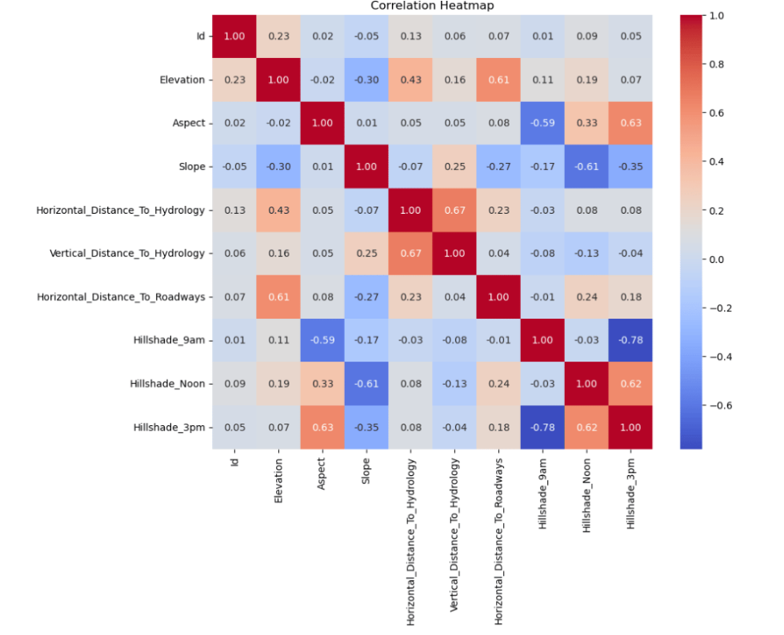 Correlation Heatmap
Id 1.00 0.23 0.02 -0.05 0.13 0.06 0.07 0.01 0.09 0.05
Elevation 0.23 1.00 -0.02 -0.30 0.43 0.16 0.61 0.11 0.19 0.07
Aspect 0.02 -0.02 1.00 0.01 0.05 0.05 0.08 -0.59 0.33 0.63
Slope -0.05 -0.30 0.01 1.00 -0.07 0.25 -0.27 -0.17 -0.61 -0.35
Horizontal_Distance_To_Hydrology 0.13 0.43 0.05 -0.07 1.00 0.67 0.23 -0.03 0.08 0.08
Vertical_Distance_To_Hydrology 0.06 0.16 0.05 0.25 0.67 1.00 0.04 -0.08 -0.13 -0.04
Horizontal_Distance_To_Roadways 0.07 0.61 0.08 -0.27 0.23 0.04 1.00 -0.01 0.24 0.18
Hillshade_9am 0.01 0.11 -0.59 -0.17 -0.03 -0.08 -0.01 1.00 -0.03 -0.78
Hillshade_Noon 0.09 0.19 0.33 -0.61 0.08 -0.13 0.24 -0.03 1.00 0.62
Hillshade_3pm 0.05 0.07 0.63 -0.35 0.08 -0.04 0.18 -0.78 0.62 1.00
Id
Elevation
Aspect
Slope
Horizontal_Distance_To_Hydrology
Vertical_Distance_To_Hydrology
Horizontal_Distance_To_Roadways
Hillshade_9am
Hillshade_Noon
Hillshade_3pm
1.0
0.8
0.6
0.4
0.2
0.0
−0.2
−0.4
−0.6